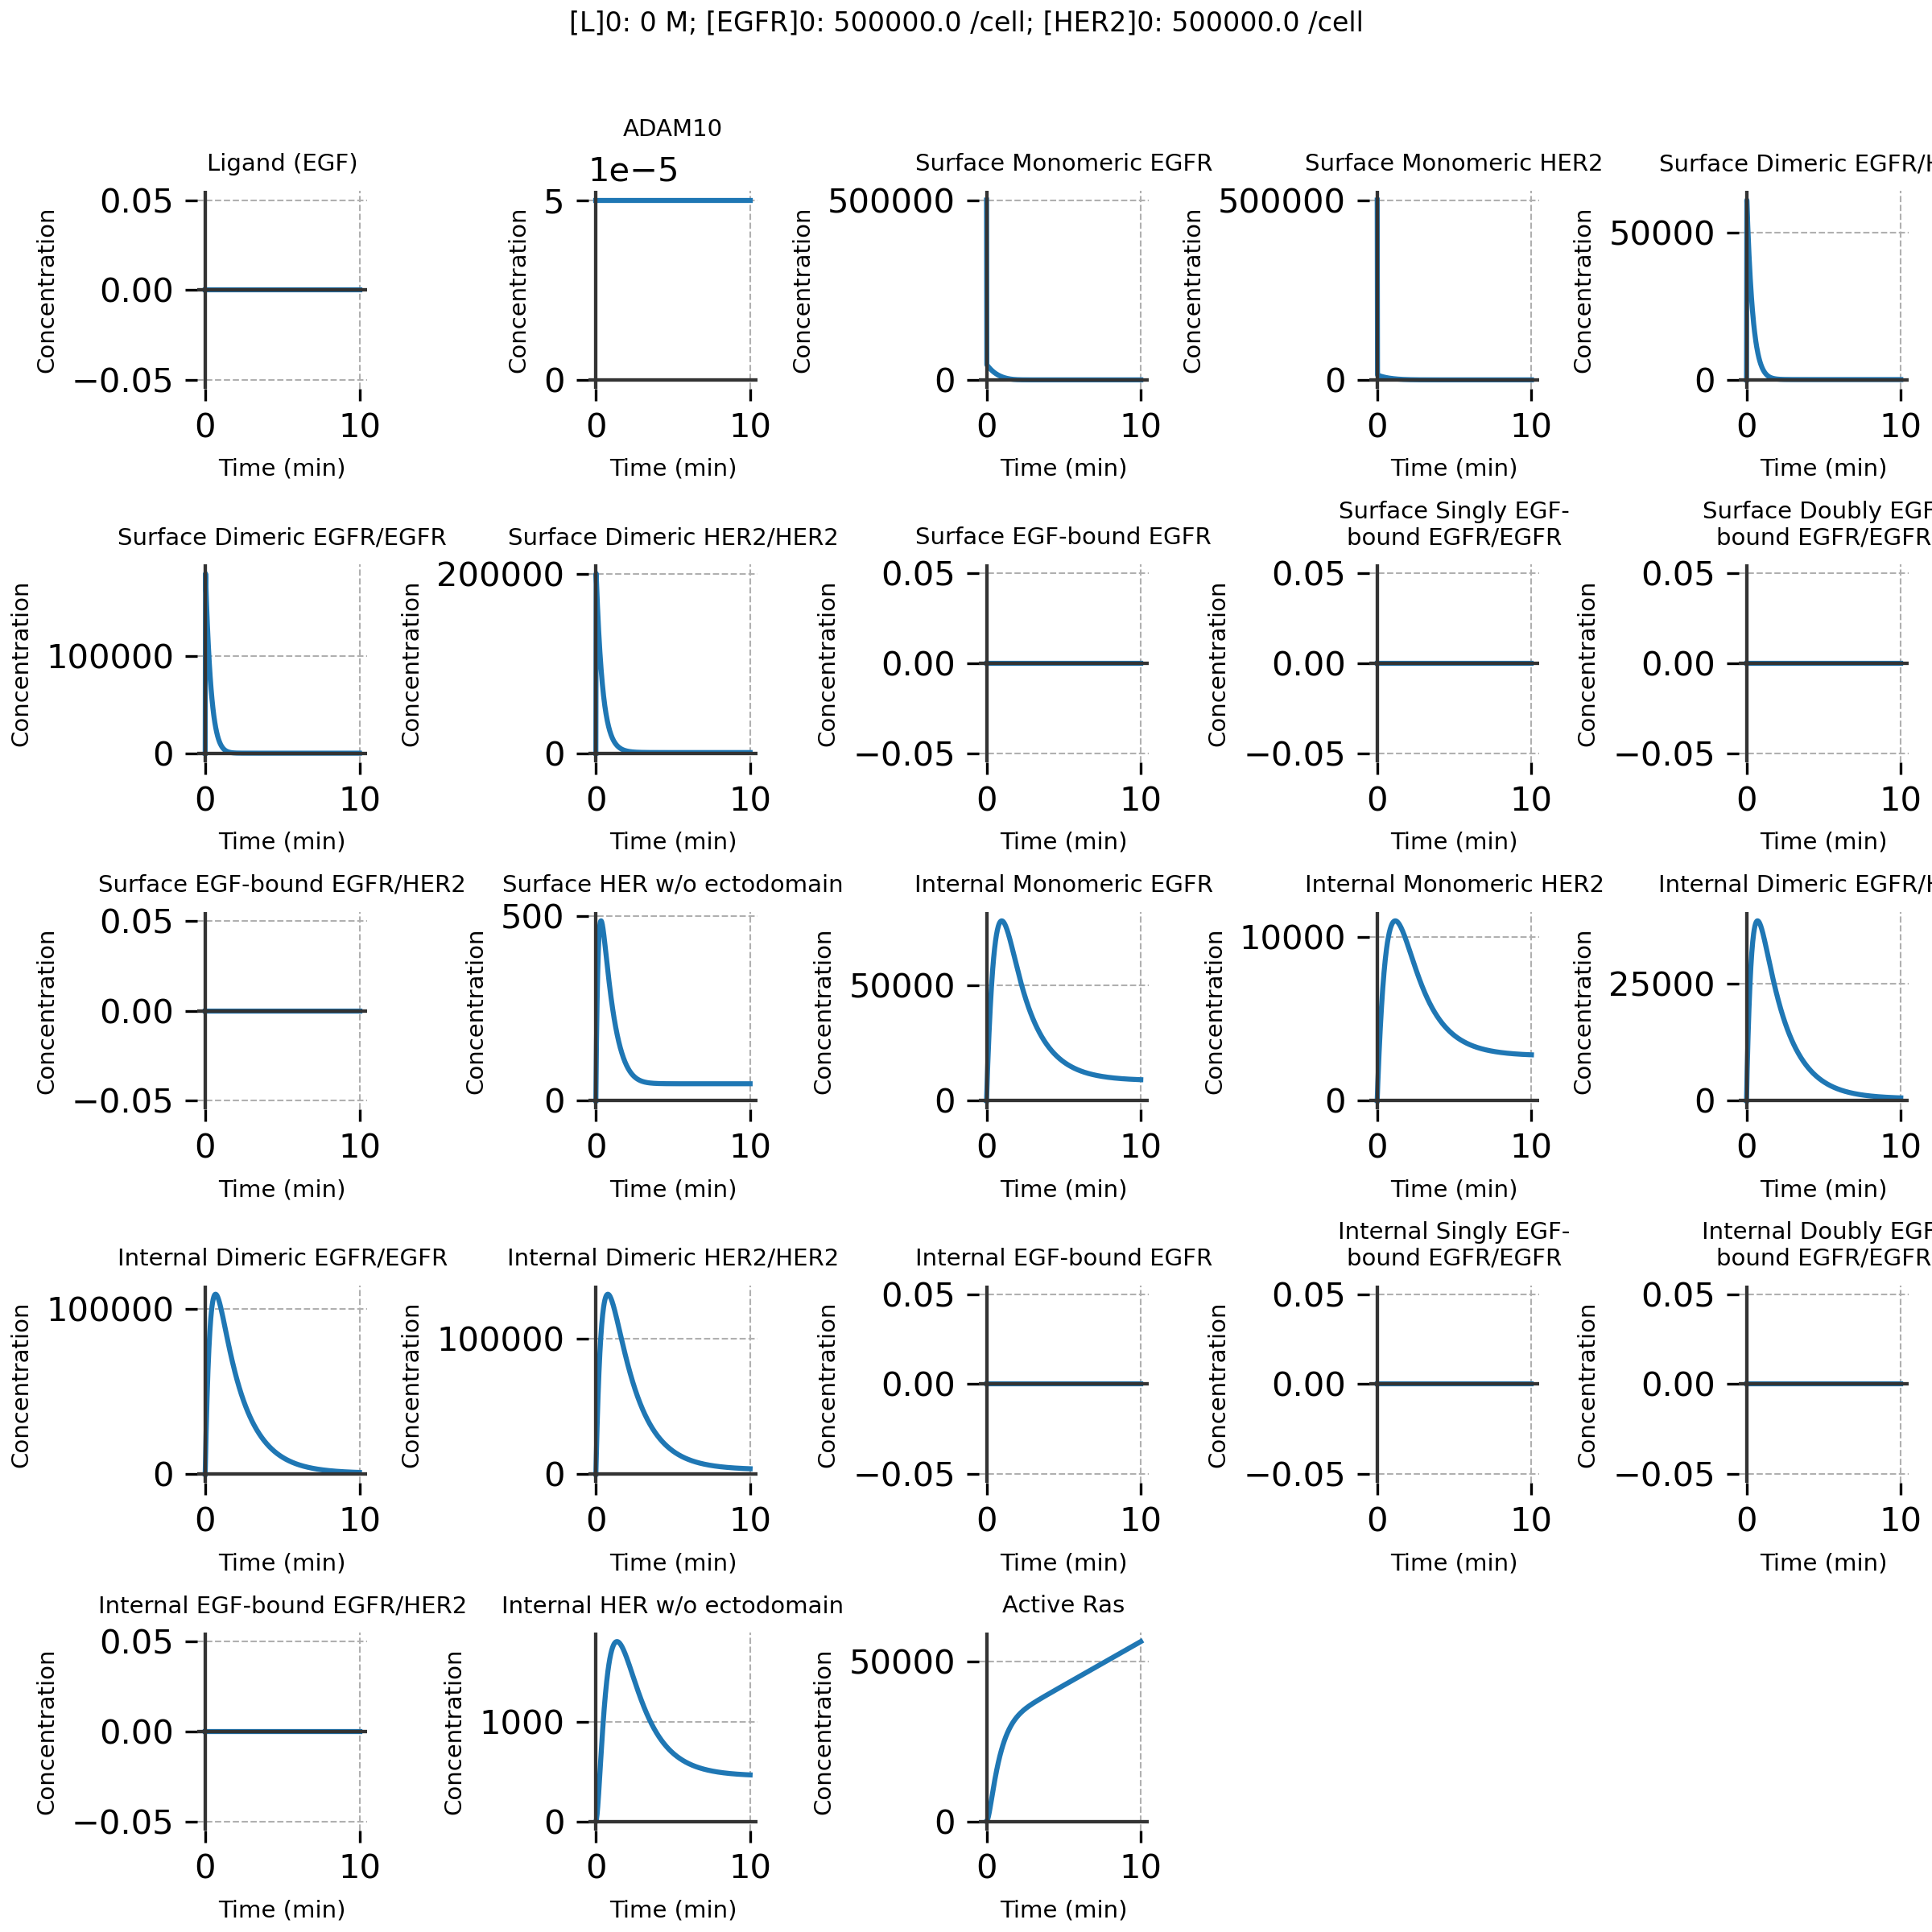 [L]0: 0 M; [EGFR]0: 500000.0 /cell; [HER2]0: 500000.0 /cell
Ligand (EGF)
0.05
0.00
−0.05
Concentration
0 10
Time (min)
ADAM10
1e−5
5
0
Concentration
0 10
Time (min)
Surface Monomeric EGFR
500000
0
Concentration
0 10
Time (min)
Surface Monomeric HER2
500000
0
Concentration
0 10
Time (min)
Surface Dimeric EGFR/H
50000
0
Concentration
0 10
Time (min)
Surface Dimeric EGFR/EGFR
100000
0
Concentration
0 10
Time (min)
Surface Dimeric HER2/HER2
200000
0
Concentration
0 10
Time (min)
Surface EGF-bound EGFR
0.05
0.00
−0.05
Concentration
0 10
Time (min)
Surface Singly EGF-
bound EGFR/EGFR
0.05
0.00
−0.05
Concentration
0 10
Time (min)
Surface Doubly EGF
bound EGFR/EGFR
0.05
0.00
−0.05
Concentration
0 10
Time (min)
Surface EGF-bound EGFR/HER2
0.05
0.00
−0.05
Concentration
0 10
Time (min)
Surface HER w/o ectodomain
500
0
Concentration
0 10
Time (min)
Internal Monomeric EGFR
50000
0
Concentration
0 10
Time (min)
Internal Monomeric HER2
10000
0
Concentration
0 10
Time (min)
Internal Dimeric EGFR/H
25000
0
Concentration
0 10
Time (min)
Internal Dimeric EGFR/EGFR
100000
0
Concentration
0 10
Time (min)
Internal Dimeric HER2/HER2
100000
0
Concentration
0 10
Time (min)
Internal EGF-bound EGFR
0.05
0.00
−0.05
Concentration
0 10
Time (min)
Internal Singly EGF-
bound EGFR/EGFR
0.05
0.00
−0.05
Concentration
0 10
Time (min)
Internal Doubly EGF
bound EGFR/EGFR
0.05
0.00
−0.05
Concentration
0 10
Time (min)
Internal EGF-bound EGFR/HER2
0.05
0.00
−0.05
Concentration
0 10
Time (min)
Internal HER w/o ectodomain
1000
0
Concentration
0 10
Time (min)
Active Ras
50000
0
Concentration
0 10
Time (min)